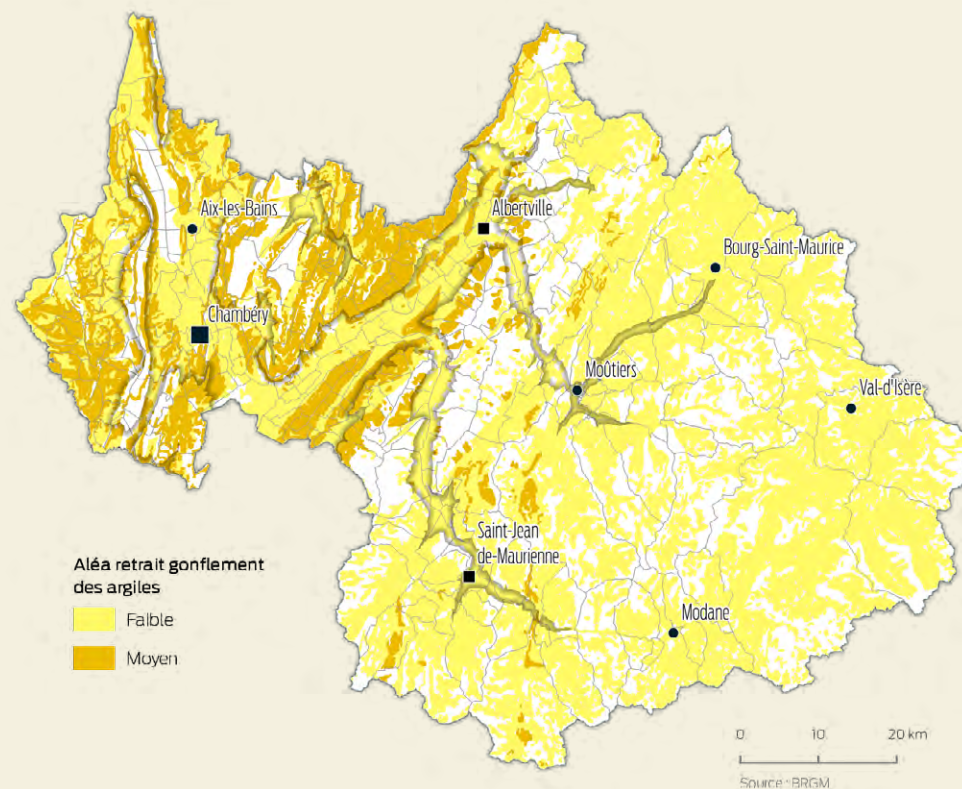 Aix-les-Bains
Albertville
Bourg-Saint-Maurice
Chambéry
Moûtiers
Val-d'Isère
Saint-Jean
de-Maurienne
Modane
Aléa retrait gonflement
des argiles
Faible
Moyen
0 10 20 km
Source : BRGM